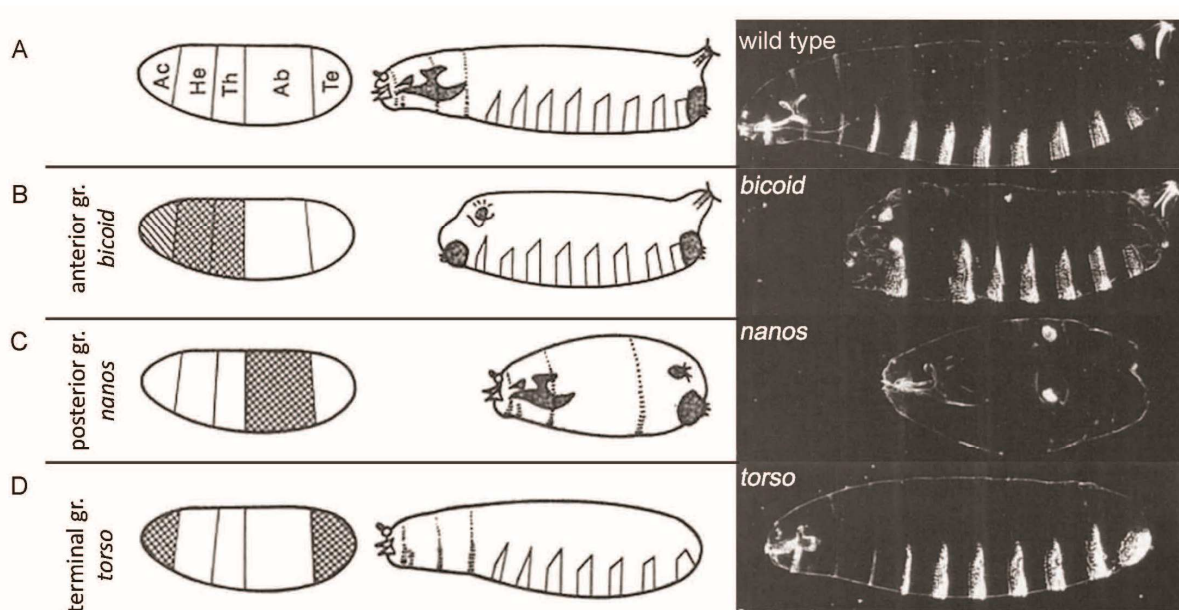 A
Ac
He
Th
Ab
Te
wild type
B
anterior gr.
bicoid
bicoid
C
posterior gr.
nanos
nanos
D
terminal gr.
torso
torso